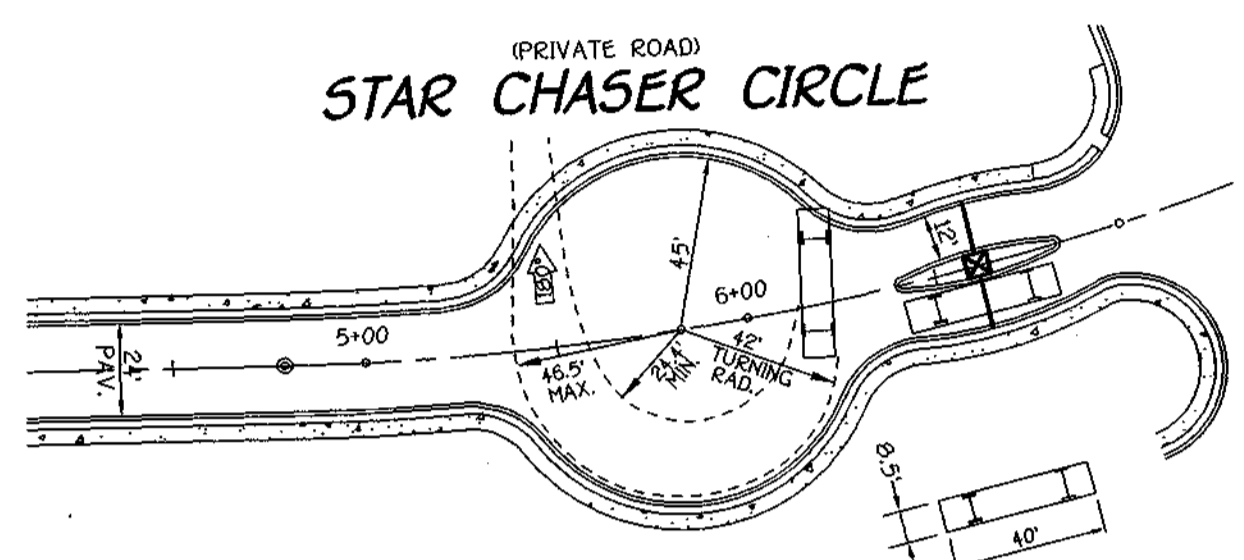 (PRIVATE ROAD)
STAR CHASER CIRCLE
12'
45'
180°
6+00
5+00
24'
PAV.
46.5'
MAX.
24.4'
MIN.
42'
TURNING
RAD.
8.5'
40'